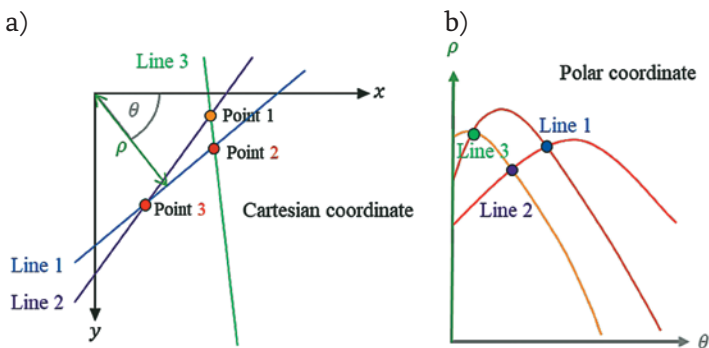 a)
Line 3
x
θ
Point 1
ρ
Point 2
Point 3
Cartesian coordinate
Line 1
Line 2
y
b)
ρ
Polar coordinate
Line 1
Line 3
Line 2
θ